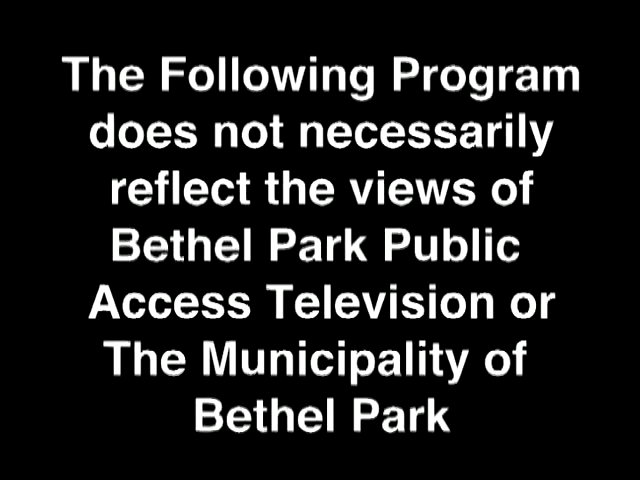 The Following Program
does not necessarily
reflect the views of
Bethel Park Public
Access Television or
The Municipality of
Bethel Park